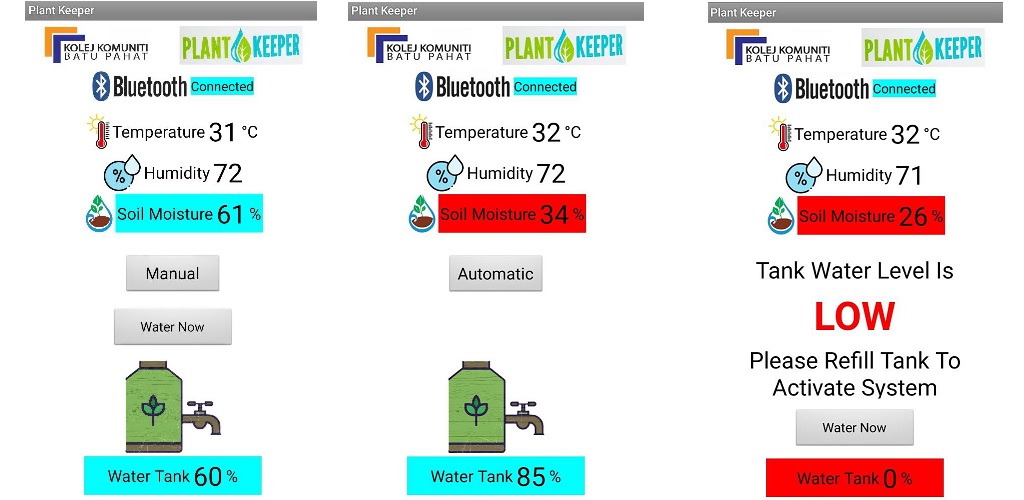 Plant Keeper
KOLEJ KOMUNITI
BATU PAHAT
PLANT KEEPER
Bluetooth Connected
Temperature 31 °C
% Humidity 72
Soil Moisture 61 %
Manual
Water Now
Water Tank 60 %
Plant Keeper
KOLEJ KOMUNITI
BATU PAHAT
PLANT KEEPER
Bluetooth Connected
Temperature 32 °C
% Humidity 72
Soil Moisture 34 %
Automatic
Water Tank 85 %
Plant Keeper
KOLEJ KOMUNITI
BATU PAHAT
PLANT KEEPER
Bluetooth Connected
Temperature 32 °C
% Humidity 71
Soil Moisture 26 %
Tank Water Level Is
LOW
Please Refill Tank To
Activate System
Water Now
Water Tank 0 %